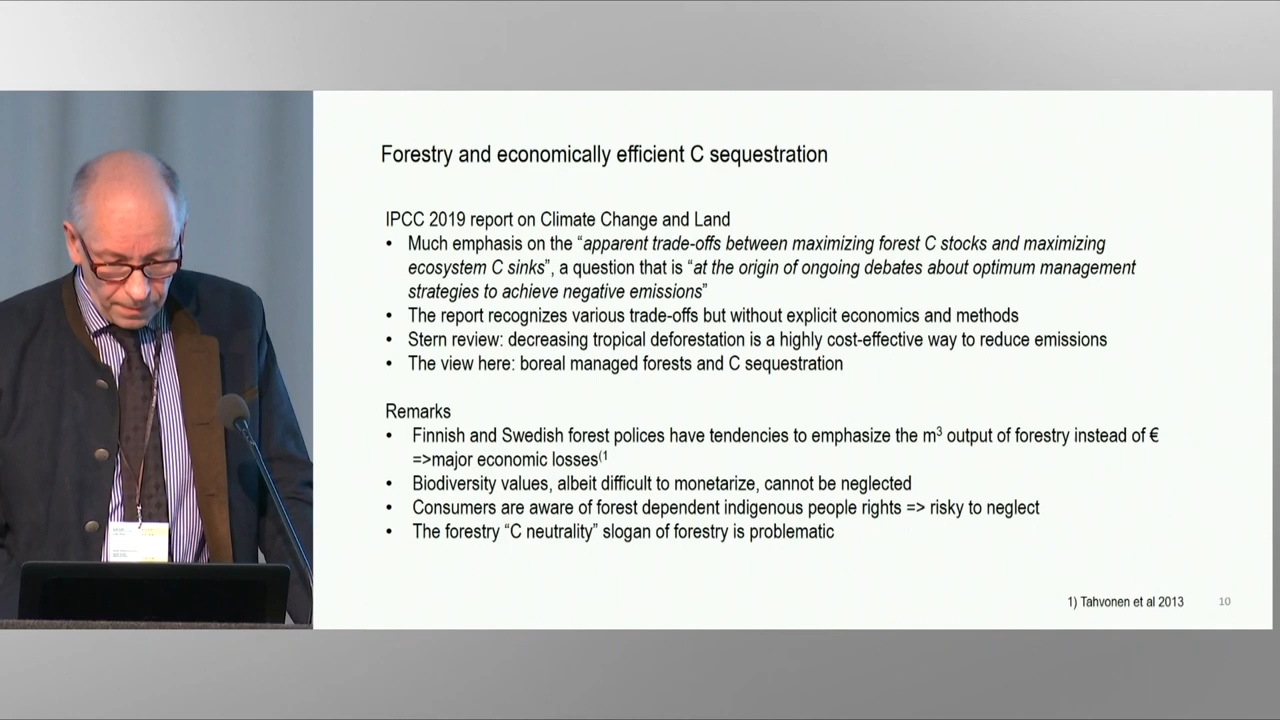 Forestry and economically efficient C sequestration
IPCC 2019 report on Climate Change and Land
• Much emphasis on the “apparent trade-offs between maximizing forest C stocks and maximizing
ecosystem C sinks”, a question that is “at the origin of ongoing debates about optimum management
strategies to achieve negative emissions”
• The report recognizes various trade-offs but without explicit economics and methods
• Stern review: decreasing tropical deforestation is a highly cost-effective way to reduce emissions
• The view here: boreal managed forests and C sequestration
Remarks
• Finnish and Swedish forest polices have tendencies to emphasize the m³ output of forestry instead of €
=>major economic losses⁽¹
• Biodiversity values, albeit difficult to monetarize, cannot be neglected
• Consumers are aware of forest dependent indigenous people rights => risky to neglect
• The forestry “C neutrality” slogan of forestry is problematic
1) Tahvonen et al 2013
10